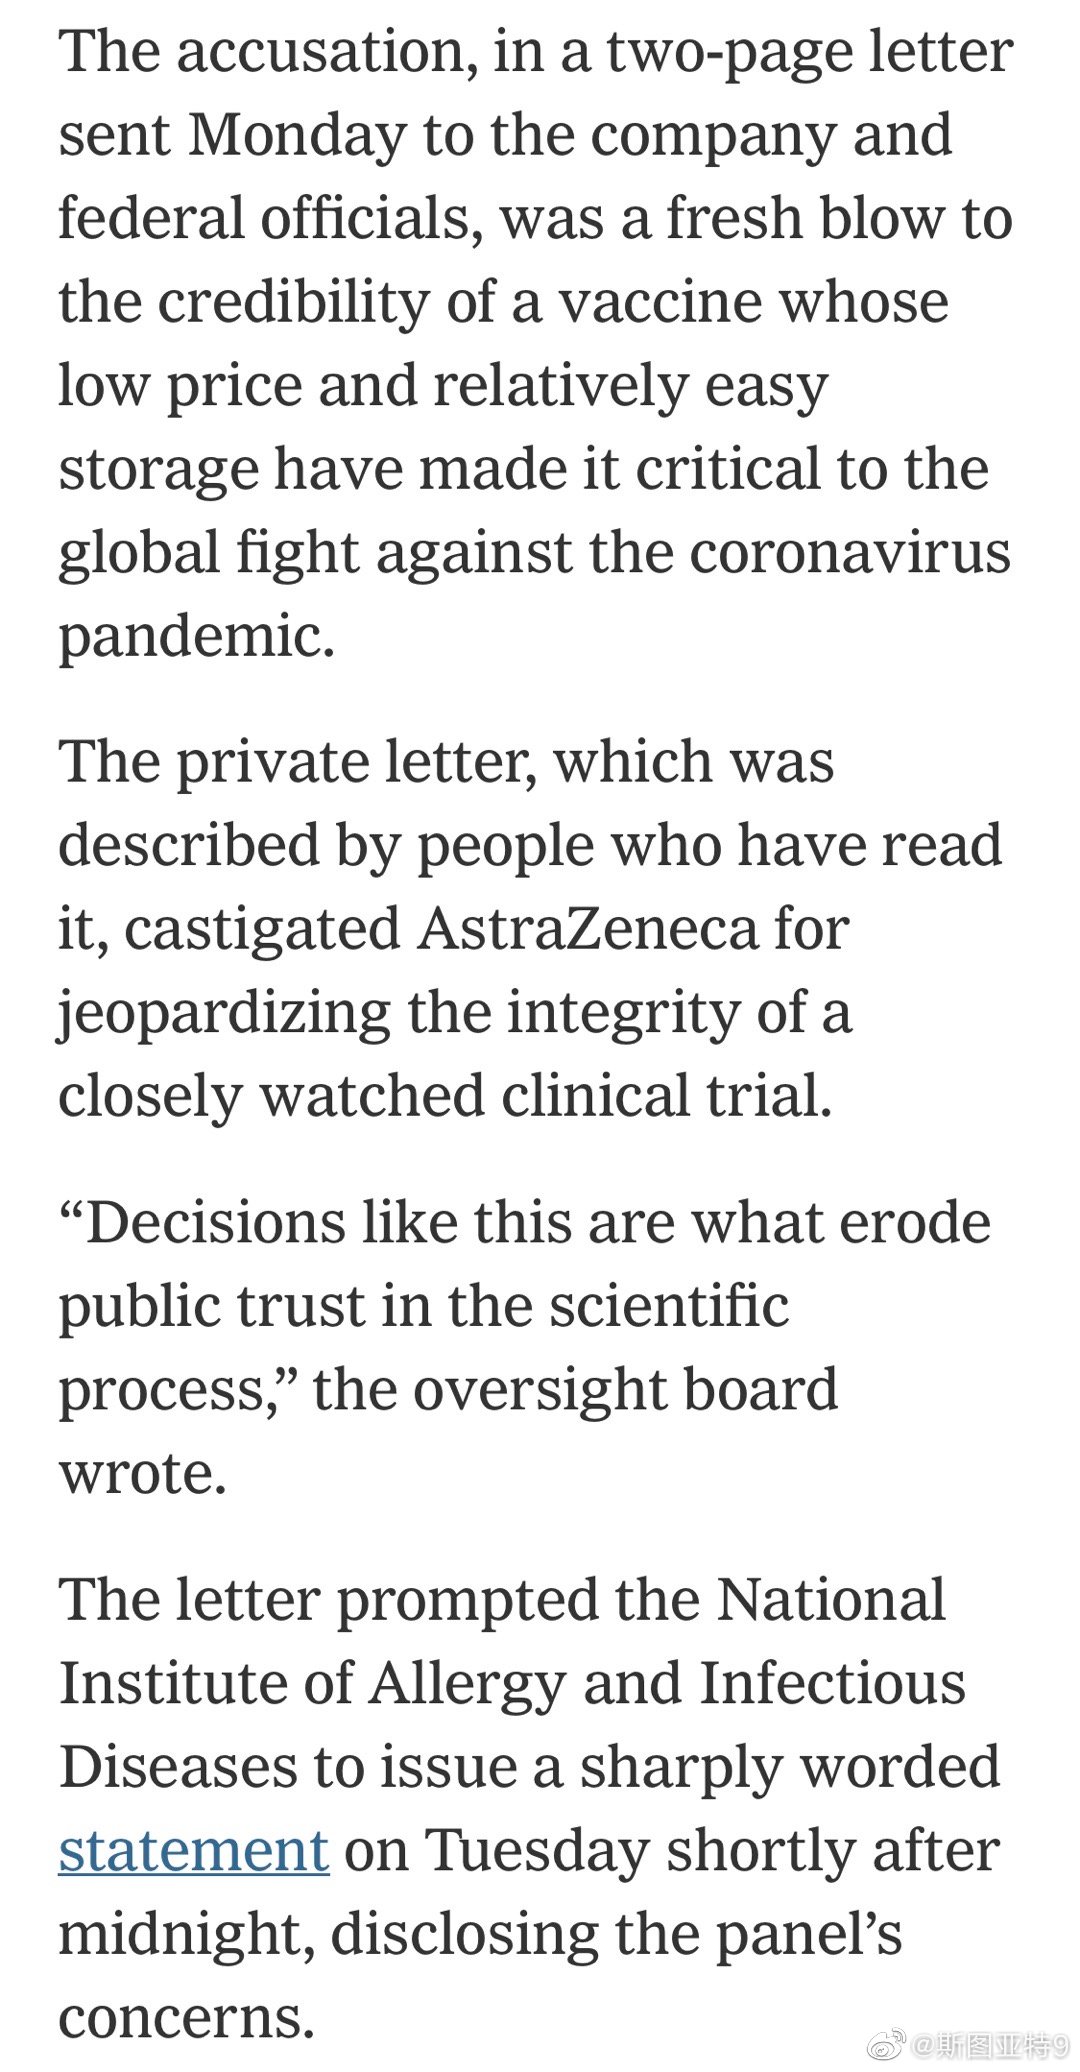 The accusation, in a two-page letter
sent Monday to the company and
federal officials, was a fresh blow to
the credibility of a vaccine whose
low price and relatively easy
storage have made it critical to the
global fight against the coronavirus
pandemic.
The private letter, which was
described by people who have read
it, castigated AstraZeneca for
jeopardizing the integrity of a
closely watched clinical trial.
“Decisions like this are what erode
public trust in the scientific
process,” the oversight board
wrote.
The letter prompted the National
Institute of Allergy and Infectious
Diseases to issue a sharply worded
statement on Tuesday shortly after
midnight, disclosing the panel’s
concerns.
@斯图亚特9